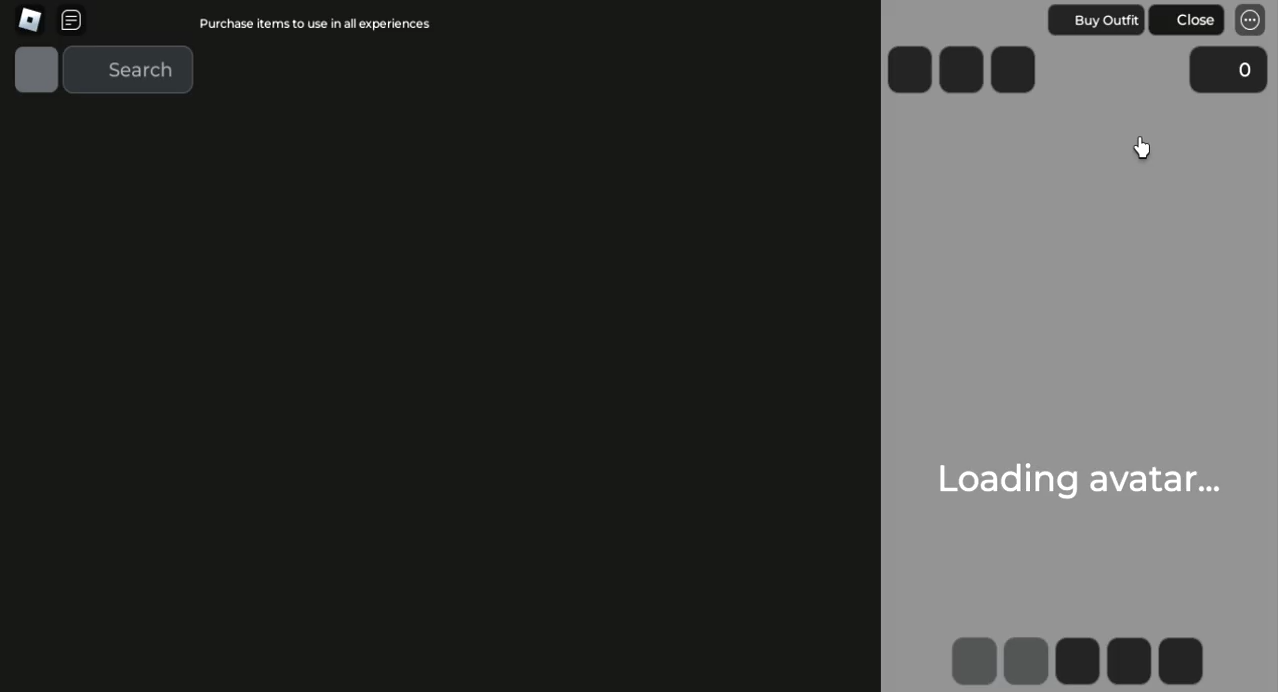 Purchase items to use in all experiences
Buy Outfit
Close
Search
0
Loading avatar...